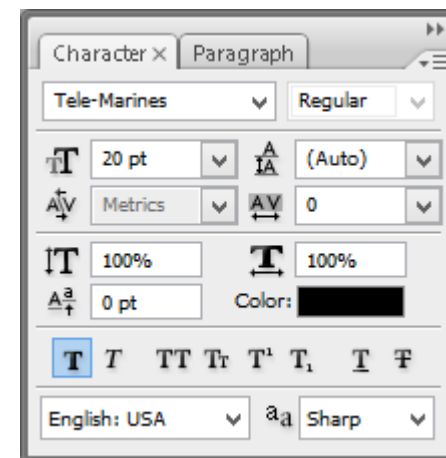 Character × Paragraph
Tele-Marines Regular
20 pt (Auto)
Metrics 0
100% 100%
0 pt Color:
T T TT Tt T¹ T₁ T T
English: USA aa Sharp